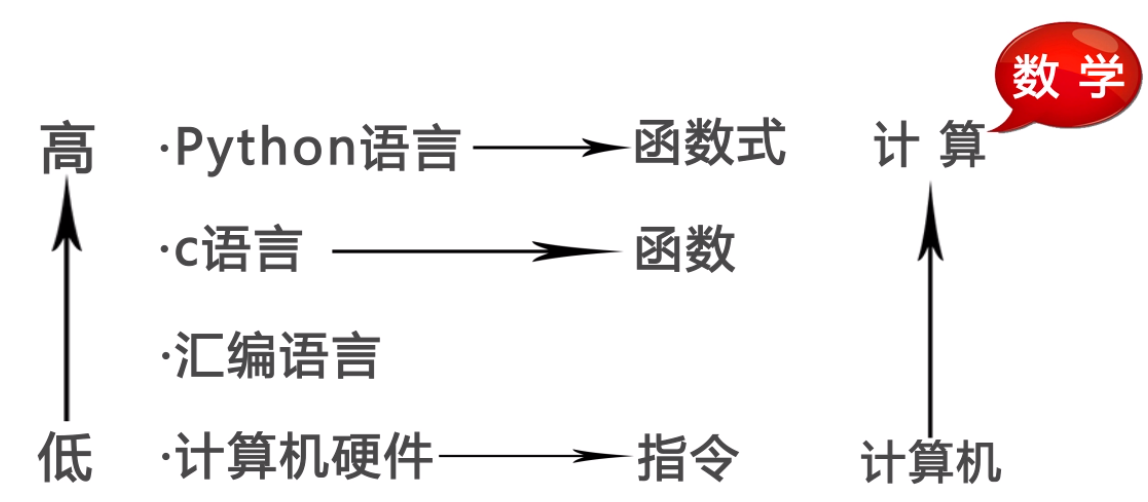 数 学
高 ·Python语言 函数式 计 算
·c语言 函数
·汇编语言
低 ·计算机硬件 指令 计算机